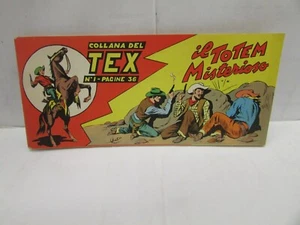 COLLANA DEL
TEX
N° 1 - PAGINE 36
il TOTEM
Misterioso